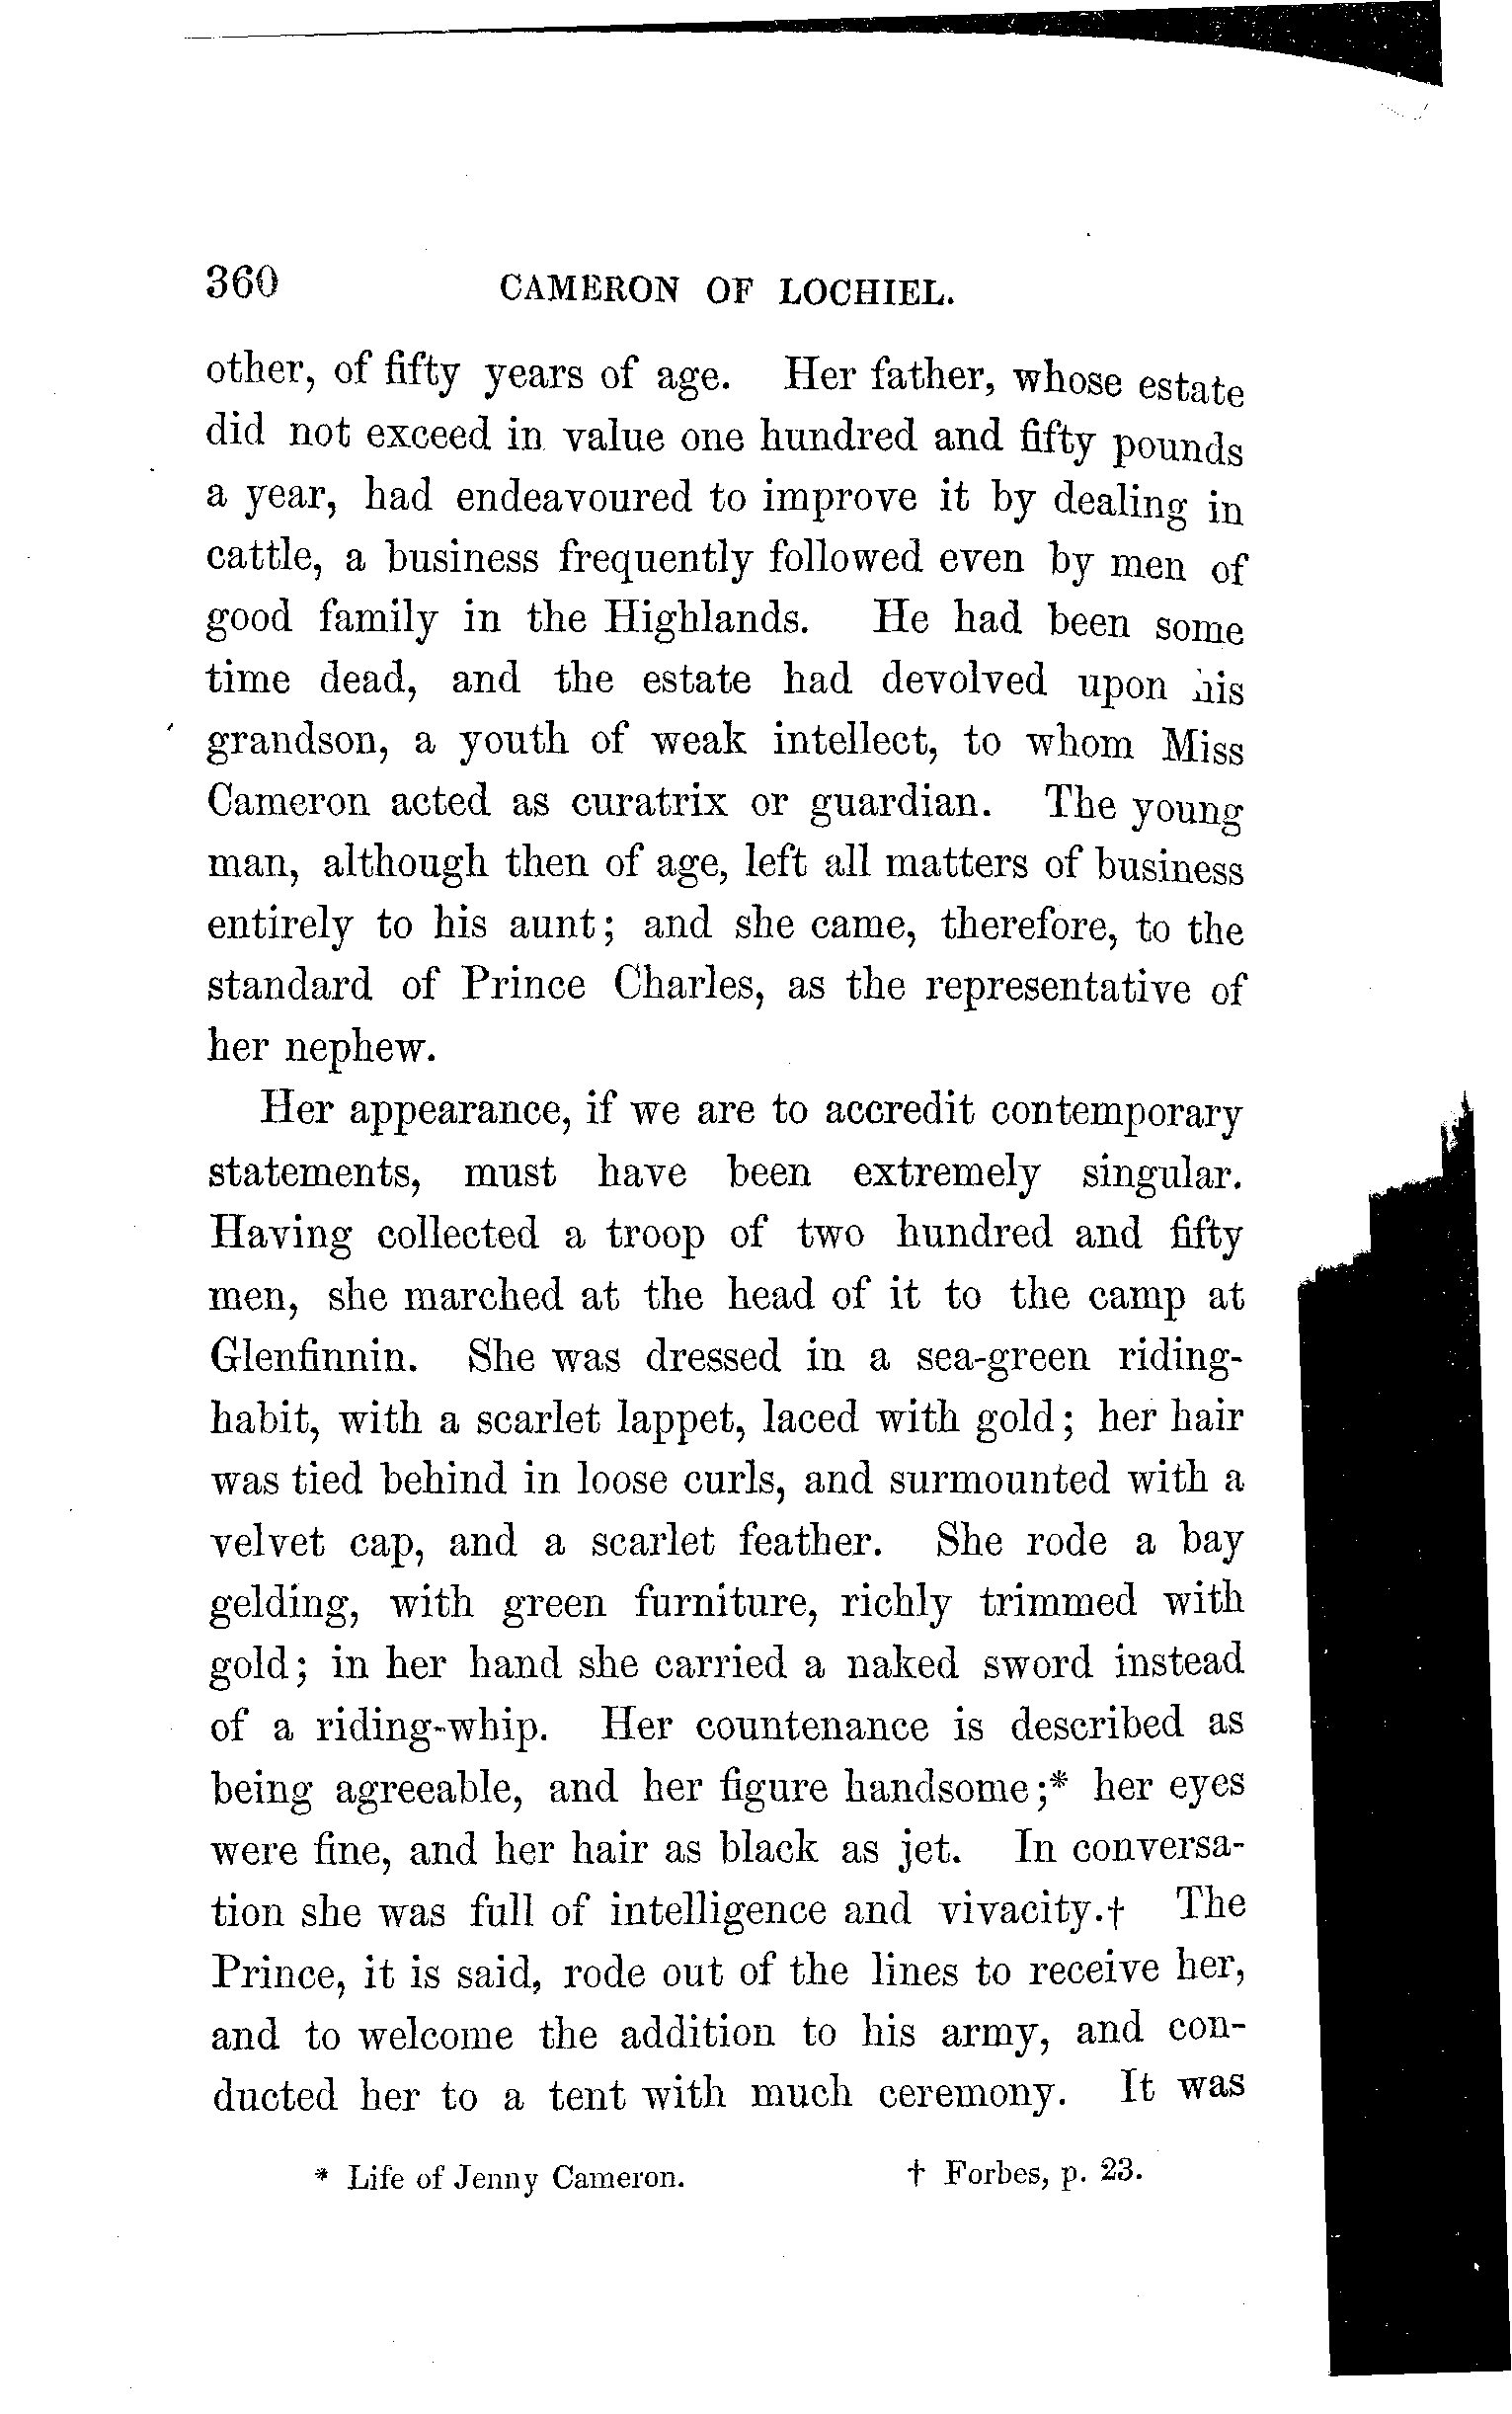 360 CAMERON OF LOCHIEL.
other, of fifty years of age. Her father, whose estate
did not exceed in value one hundred and fifty pounds
a year, had endeavoured to improve it by dealing in
cattle, a business frequently followed even by men of
good family in the Highlands. He had been some
time dead, and the estate had devolved upon his
grandson, a youth of weak intellect, to whom Miss
Cameron acted as curatrix or guardian. The young
man, although then of age, left all matters of business
entirely to his aunt; and she came, therefore, to the
standard of Prince Charles, as the representative of
her nephew.
Her appearance, if we are to accredit contemporary
statements, must have been extremely singular.
Having collected a troop of two hundred and fifty
men, she marched at the head of it to the camp at
Glenfinnin. She was dressed in a sea-green riding-
habit, with a scarlet lappet, laced with gold; her hair
was tied behind in loose curls, and surmounted with a
velvet cap, and a scarlet feather. She rode a bay
gelding, with green furniture, richly trimmed with
gold; in her hand she carried a naked sword instead
of a riding-whip. Her countenance is described as
being agreeable, and her figure handsome;* her eyes
were fine, and her hair as black as jet. In conversa-
tion she was full of intelligence and vivacity.† The
Prince, it is said, rode out of the lines to receive her,
and to welcome the addition to his army, and con-
ducted her to a tent with much ceremony. It was
* Life of Jenny Cameron. † Forbes, p. 23.